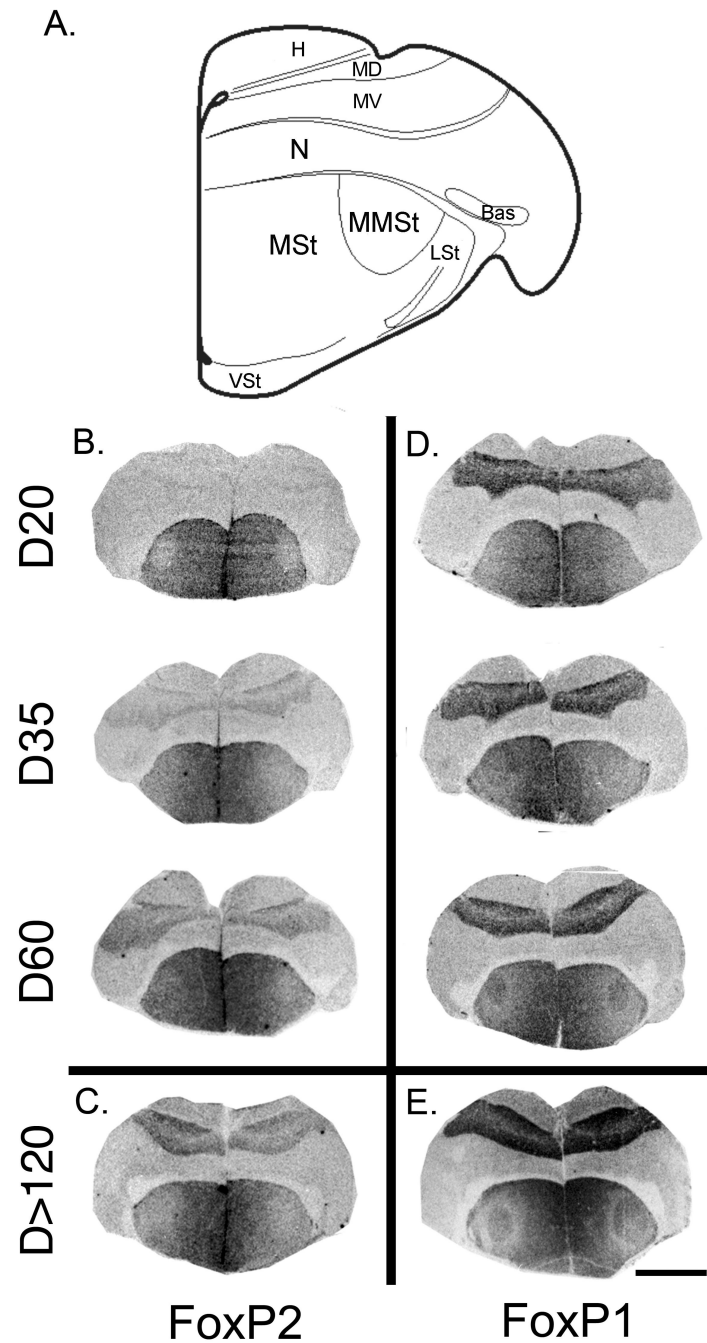 A.
H
MD
MV
N
Bas
MMSt
MSt
LSt
VSt
B.
D.
D20
D35
D60
C.
E.
D>120
FoxP2
FoxP1